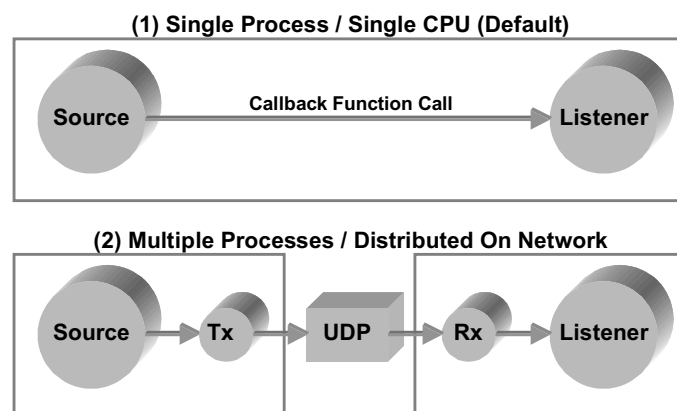 (1) Single Process / Single CPU (Default)
Source
Callback Function Call
Listener
(2) Multiple Processes / Distributed On Network
Source
Tx
UDP
Rx
Listener